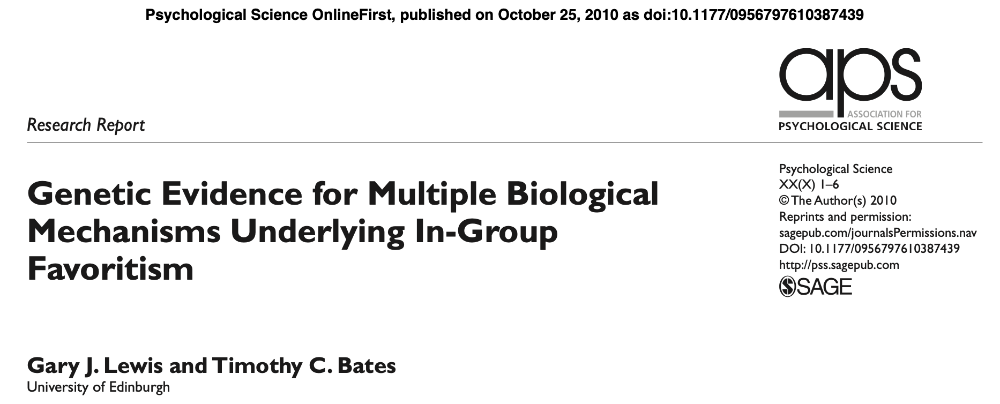 Psychological Science OnlineFirst, published on October 25, 2010 as doi:10.1177/0956797610387439
aps
ASSOCIATION FOR
PSYCHOLOGICAL SCIENCE
Research Report
Genetic Evidence for Multiple Biological
Mechanisms Underlying In-Group
Favoritism
Psychological Science
XX(X) 1–6
© The Author(s) 2010
Reprints and permission:
sagepub.com/journalsPermissions.nav
DOI: 10.1177/0956797610387439
http://pss.sagepub.com
SSAGE
Gary J. Lewis and Timothy C. Bates
University of Edinburgh